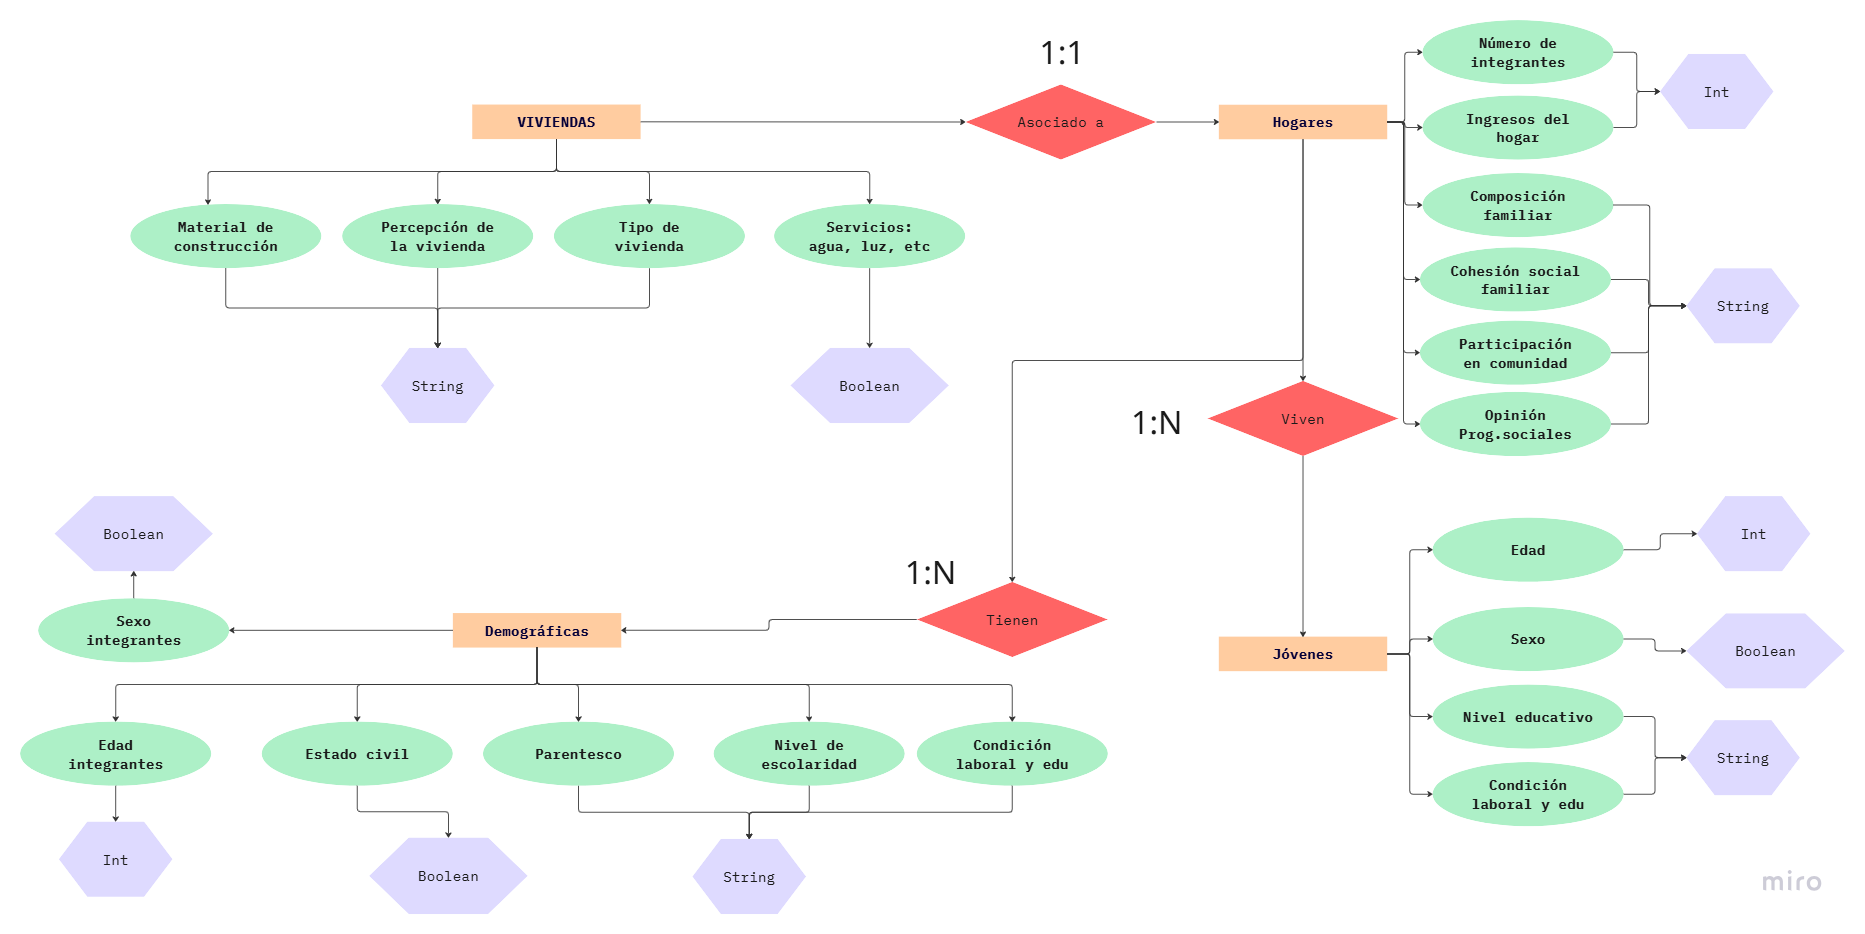 1:1
VIVIENDAS
Asociado a
Hogares
Número de
integrantes
Ingresos del
hogar
Int
Composición
familiar
Cohesión social
familiar
Participación
en comunidad
Opinión
Prog.sociales
String
Material de
construcción
Percepción de
la vivienda
Tipo de
vivienda
Servicios:
agua, luz, etc
String
Boolean
1:N
Viven
Boolean
Sexo
integrantes
Demográficas
1:N
Tienen
Jóvenes
Edad
Int
Sexo
Boolean
Nivel educativo
Condición
laboral y edu
String
Edad
integrantes
Estado civil
Parentesco
Nivel de
escolaridad
Condición
laboral y edu
Int
Boolean
String
miro